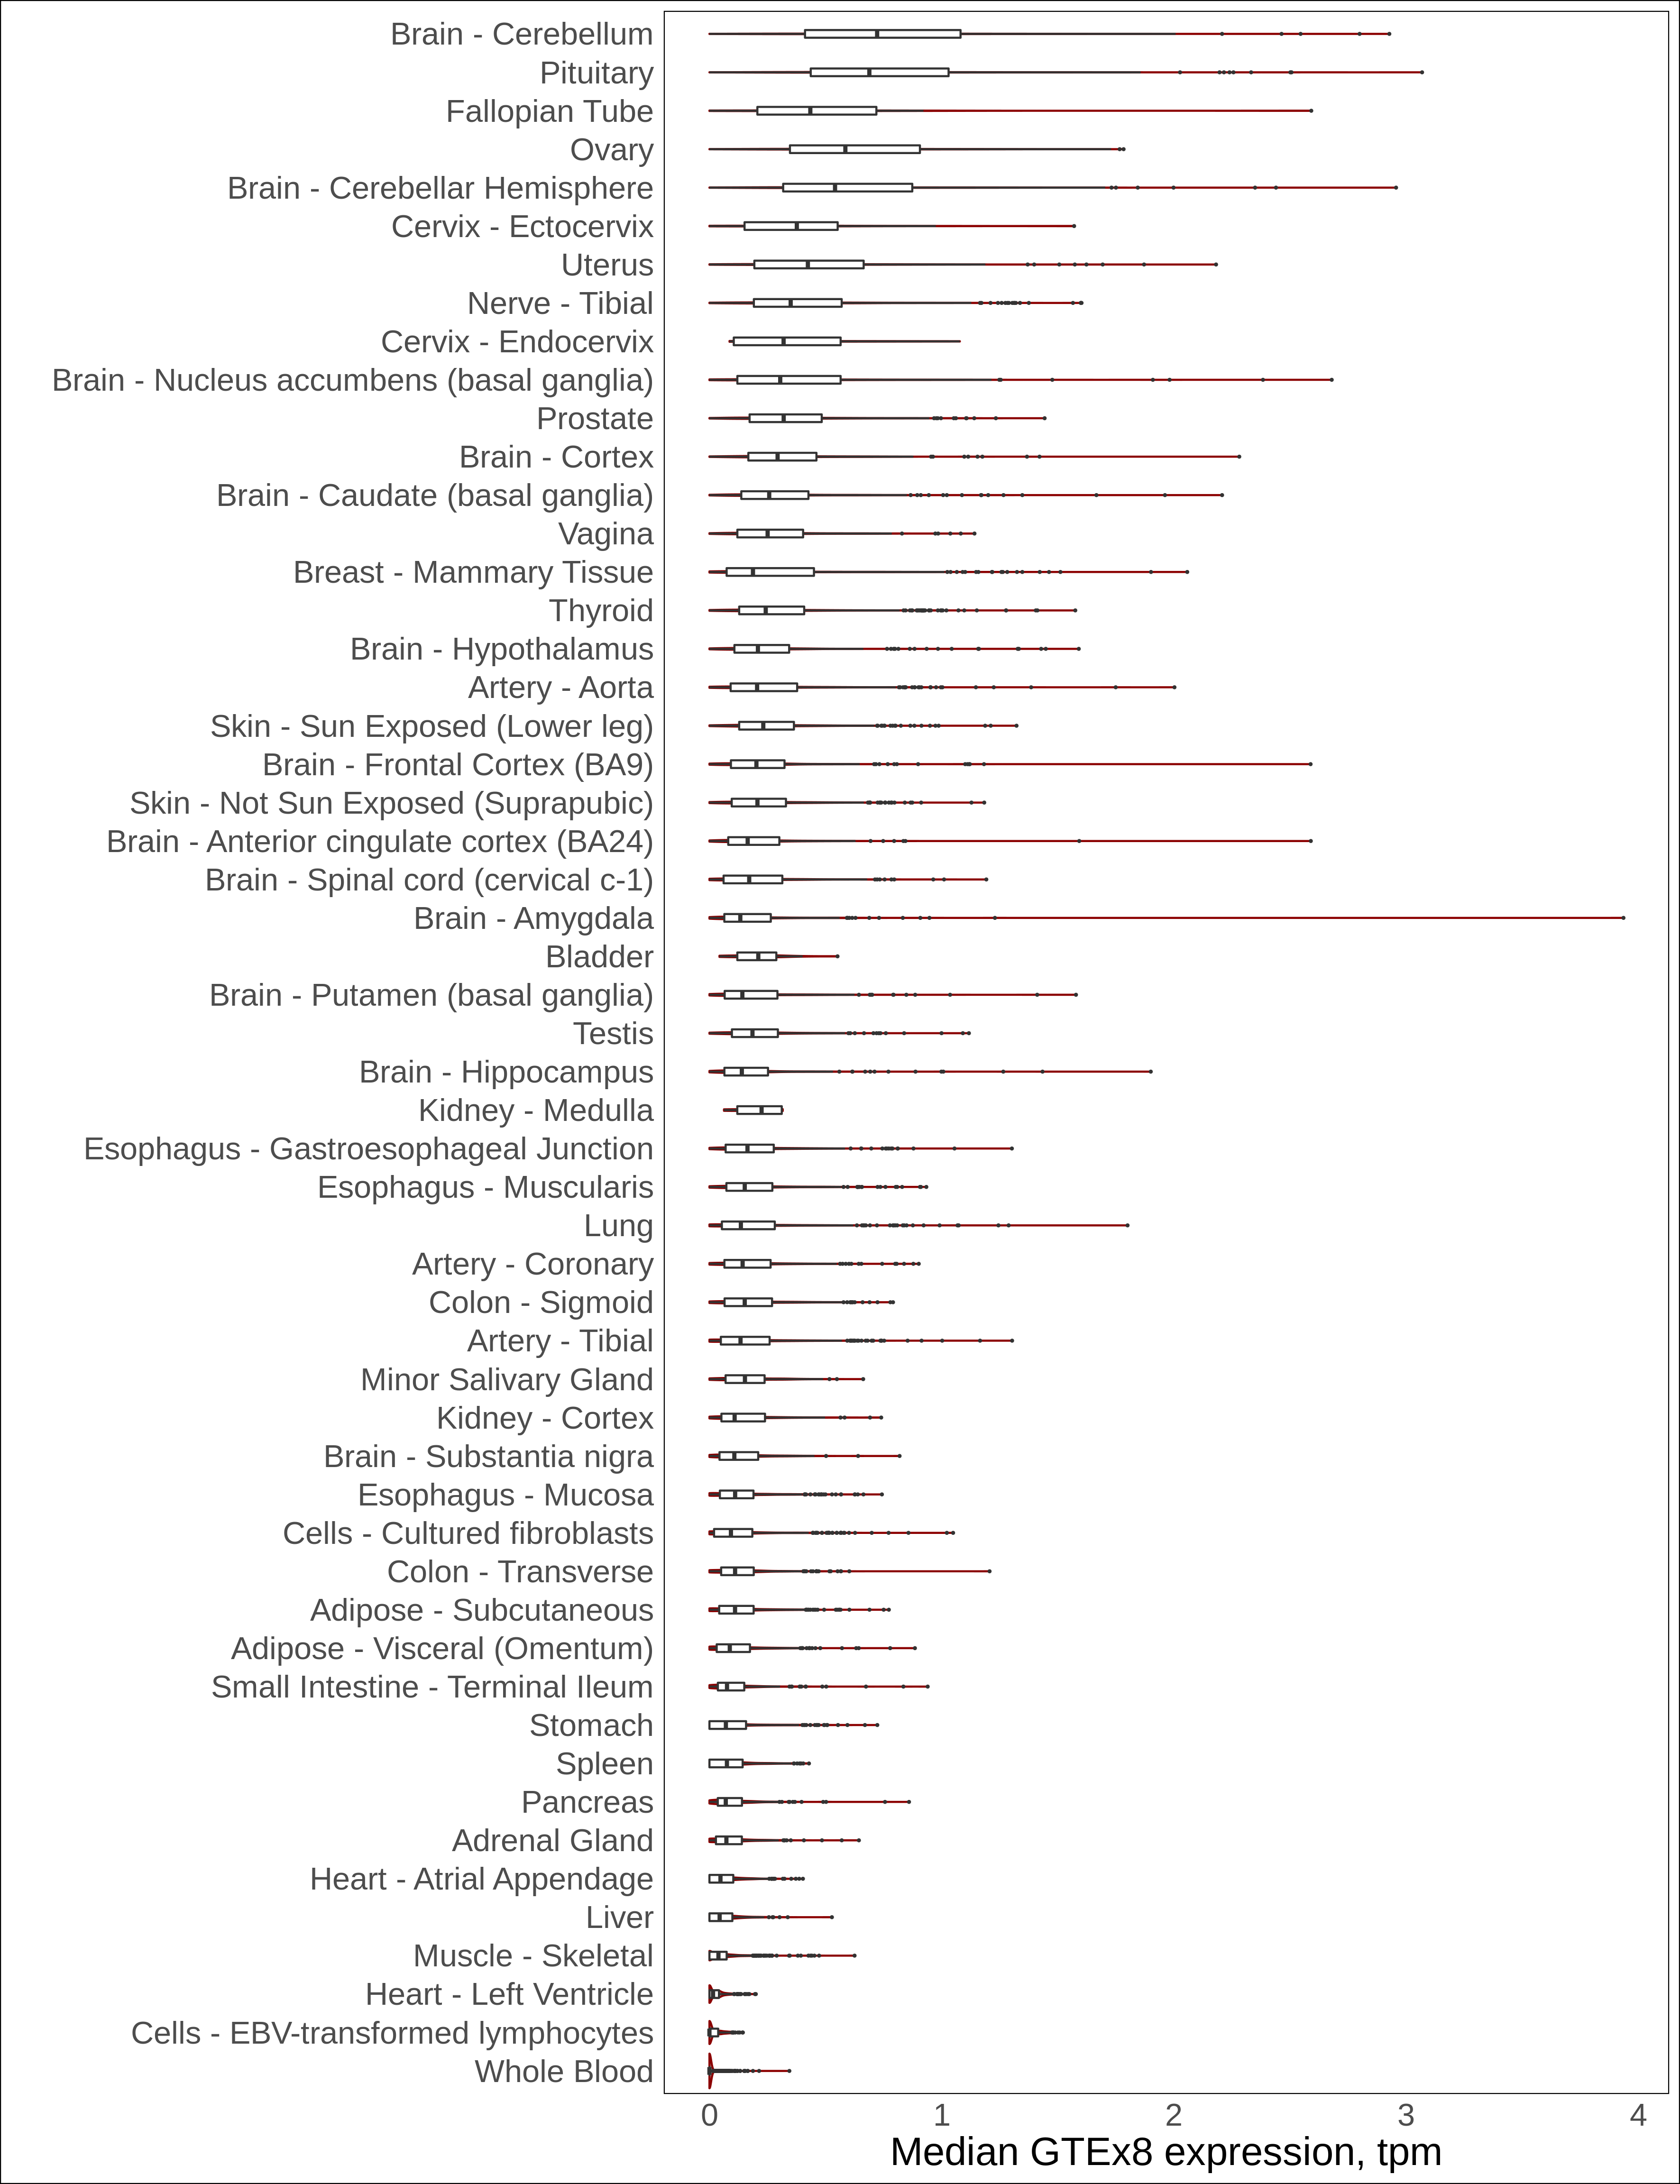 Brain - Cerebellum
Pituitary
Fallopian Tube
Ovary
Brain - Cerebellar Hemisphere
Cervix - Ectocervix
Uterus
Nerve - Tibial
Cervix - Endocervix
Brain - Nucleus accumbens (basal ganglia)
Prostate
Brain - Cortex
Brain - Caudate (basal ganglia)
Vagina
Breast - Mammary Tissue
Thyroid
Brain - Hypothalamus
Artery - Aorta
Skin - Sun Exposed (Lower leg)
Brain - Frontal Cortex (BA9)
Skin - Not Sun Exposed (Suprapubic)
Brain - Anterior cingulate cortex (BA24)
Brain - Spinal cord (cervical c-1)
Brain - Amygdala
Bladder
Brain - Putamen (basal ganglia)
Testis
Brain - Hippocampus
Kidney - Medulla
Esophagus - Gastroesophageal Junction
Esophagus - Muscularis
Lung
Artery - Coronary
Colon - Sigmoid
Artery - Tibial
Minor Salivary Gland
Kidney - Cortex
Brain - Substantia nigra
Esophagus - Mucosa
Cells - Cultured fibroblasts
Colon - Transverse
Adipose - Subcutaneous
Adipose - Visceral (Omentum)
Small Intestine - Terminal Ileum
Stomach
Spleen
Pancreas
Adrenal Gland
Heart - Atrial Appendage
Liver
Muscle - Skeletal
Heart - Left Ventricle
Cells - EBV-transformed lymphocytes
Whole Blood
0 1 2 3 4
Median GTEx8 expression, tpm